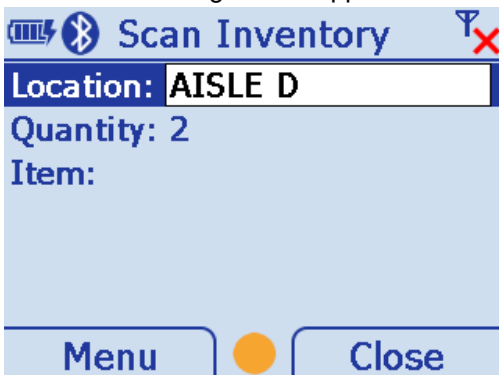 Scan Inventory
Location: AISLE D
Quantity: 2
Item:
Menu Close